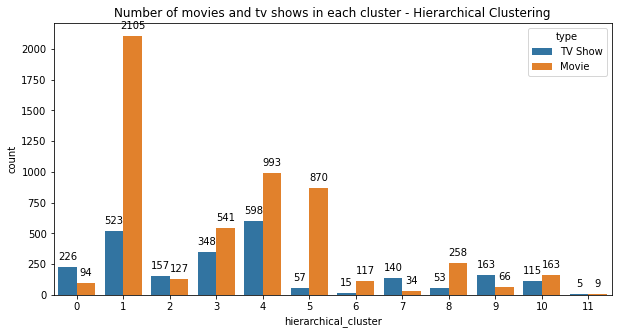 Number of movies and tv shows in each cluster - Hierarchical Clustering
type
TV Show
Movie
count
2000
1750
1500
1250
1000
750
500
250
0
226 94 523 2105 157 127 348 541 598 993 57 870 15 117 140 34 53 258 163 66 115 163 5 9
0 1 2 3 4 5 6 7 8 9 10 11
hierarchical_cluster